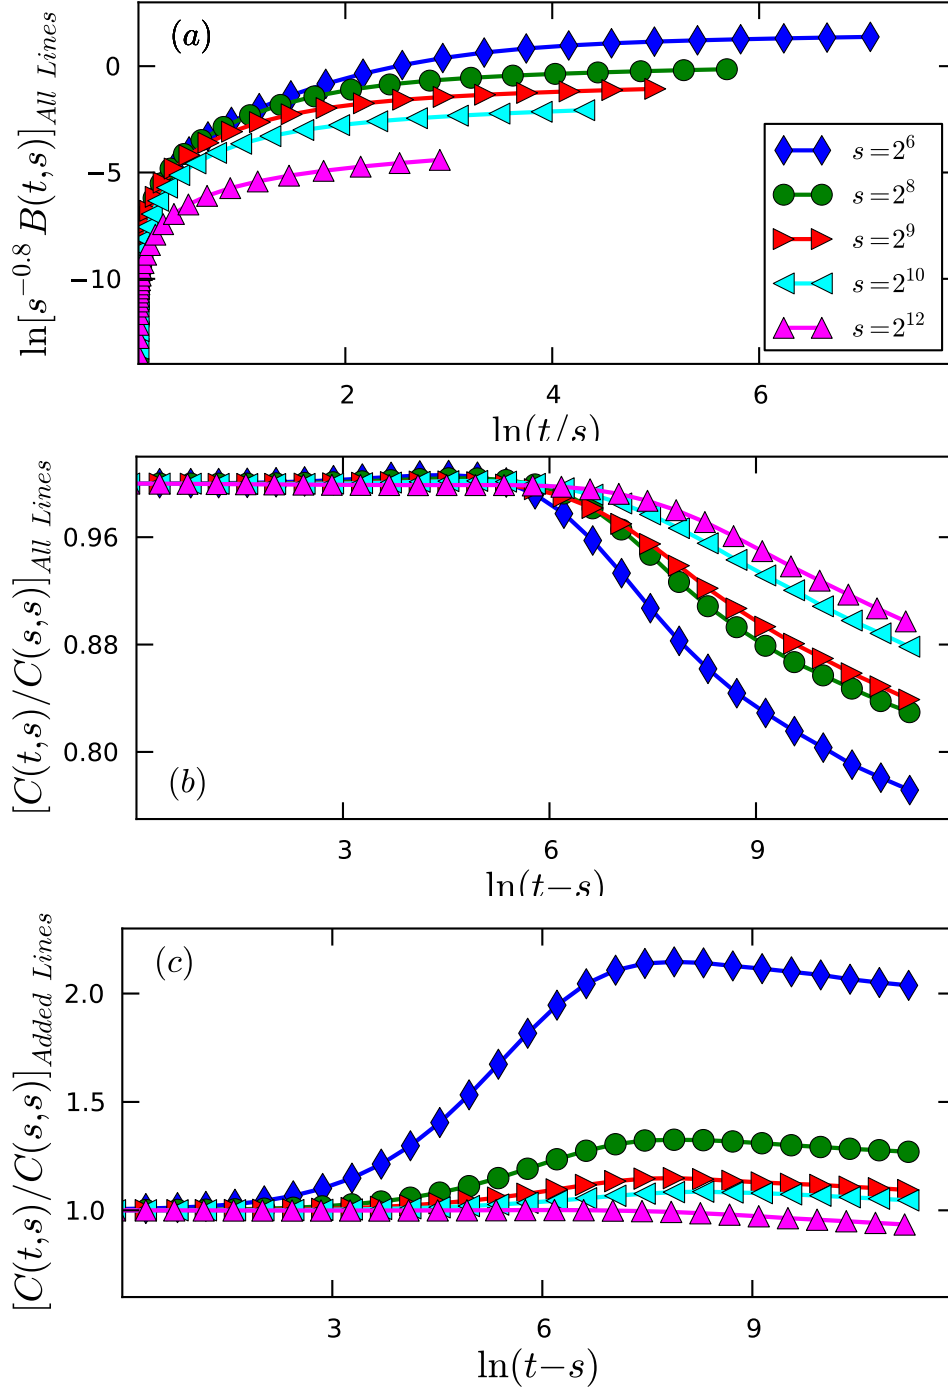 (a)
ln[s^{-0.8} B(t,s)]_{All Lines}
0
−5
−10
s=2^6
s=2^8
s=2^9
s=2^{10}
s=2^{12}
2 4 6
ln(t/s)
[C(t,s)/C(s,s)]_{All Lines}
0.96
0.88
0.80
(b)
3 6 9
ln(t−s)
(c)
[C(t,s)/C(s,s)]_{Added Lines}
2.0
1.5
1.0
3 6 9
ln(t−s)